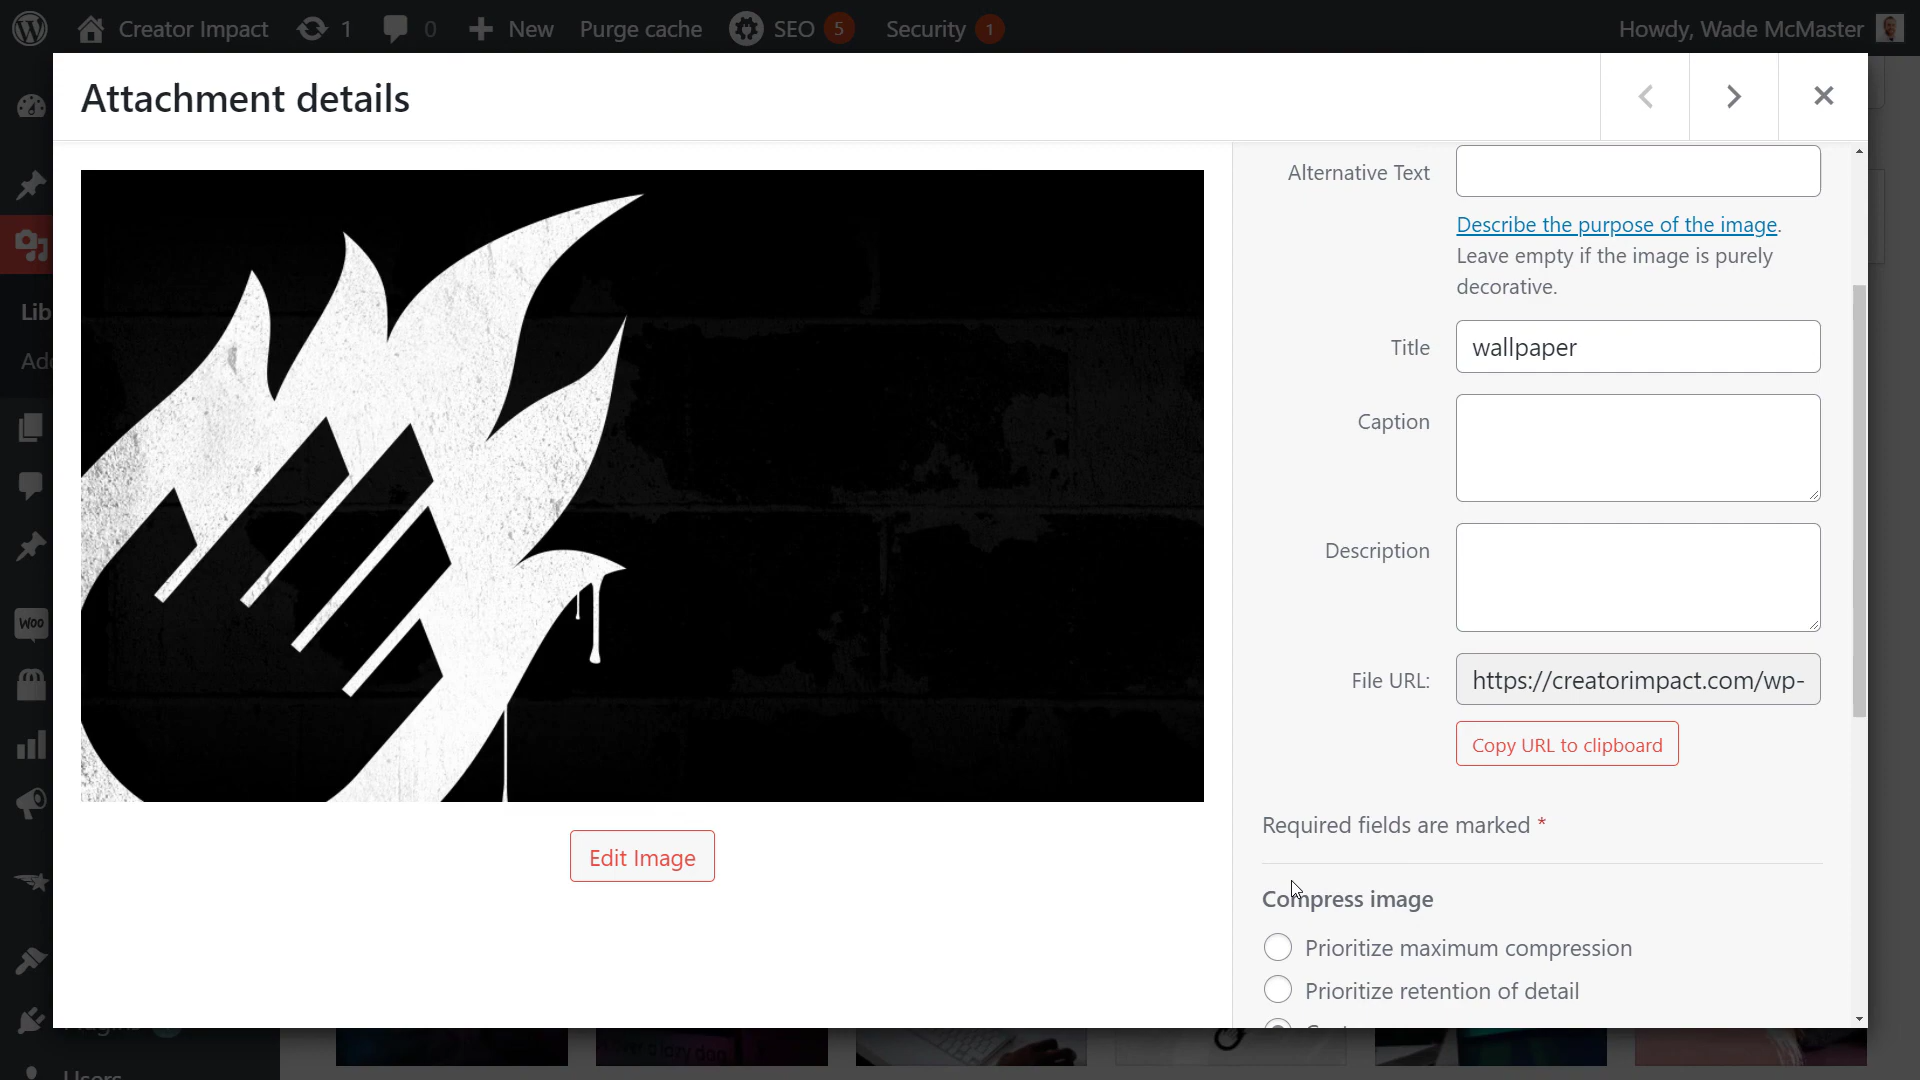 Creator Impact 1 0 New Purge cache SEO 5 Security 1 Howdy, Wade McMaster
Attachment details
Alternative Text
Describe the purpose of the image.
Leave empty if the image is purely
decorative.
Lib
Title wallpaper
Caption
Description
Woo
File URL: https://creatorimpact.com/wp-
Copy URL to clipboard
Required fields are marked *
Edit Image
Compress image
Prioritize maximum compression
Prioritize retention of detail
Users